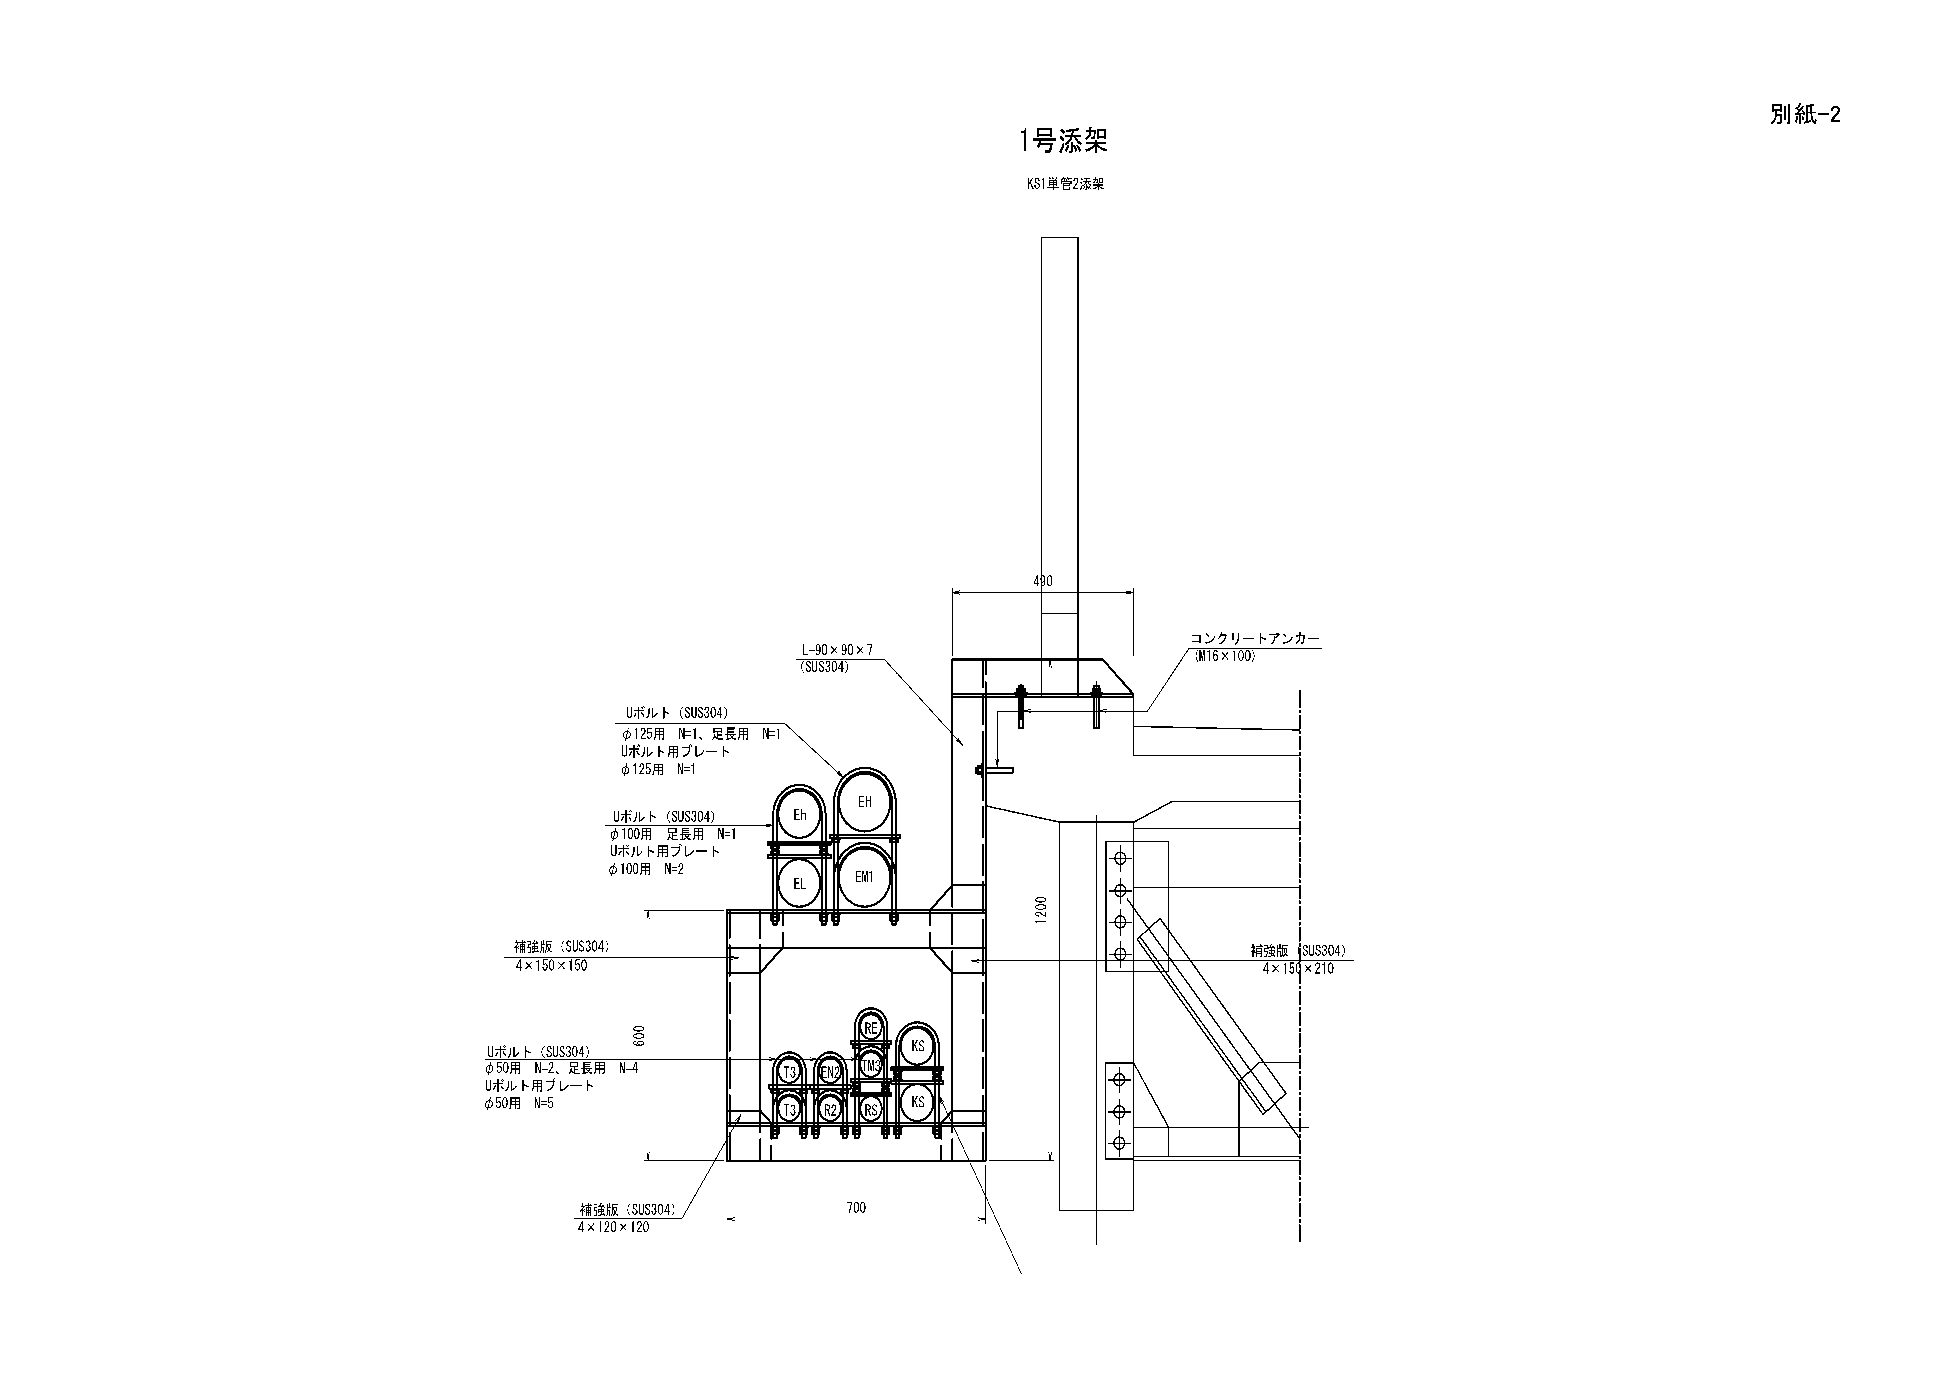 別紙-2
1号添架
KS1単管2添架
490
コンクリートアンカー
(M16×100)
L-90×90×7
(SUS304)
Uボルト (SUS304)
φ125用 N=1、足長用 N=1
Uボルト用プレート
φ125用 N=1
Uボルト (SUS304)
φ100用 足長用 N=1
Uボルト用プレート
φ100用 N=2
Eh
EH
EL
EM1
1200
補強版 (SUS304)
4×150×150
補強版 (SUS304)
4×150×210
600
Uボルト (SUS304)
φ50用 N=2、足長用 N=4
Uボルト用プレート
φ50用 N=5
RE
KS
T3
EN2
TM3
T3
R2
RS
KS
補強版 (SUS304)
4×120×120
700